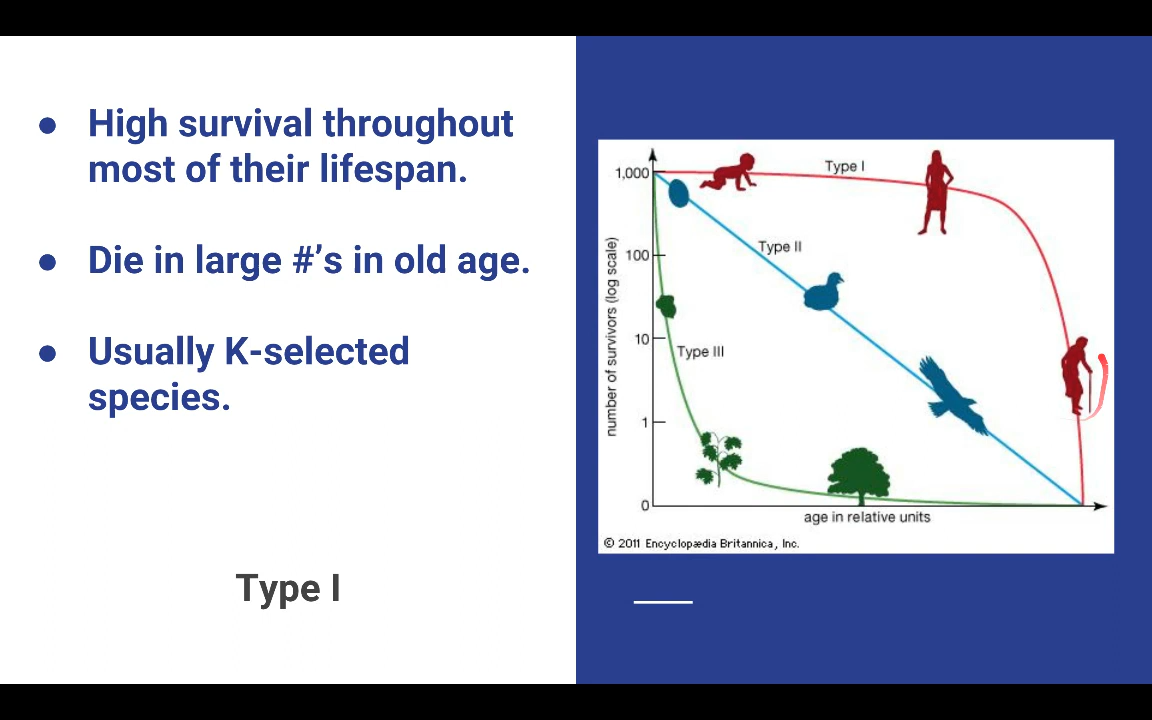 ● High survival throughout
most of their lifespan.
● Die in large #'s in old age.
● Usually K-selected
species.
Type I
1,000
100
10
1
0
number of survivors (log scale)
Type I
Type II
Type III
age in relative units
© 2011 Encyclopædia Britannica, Inc.